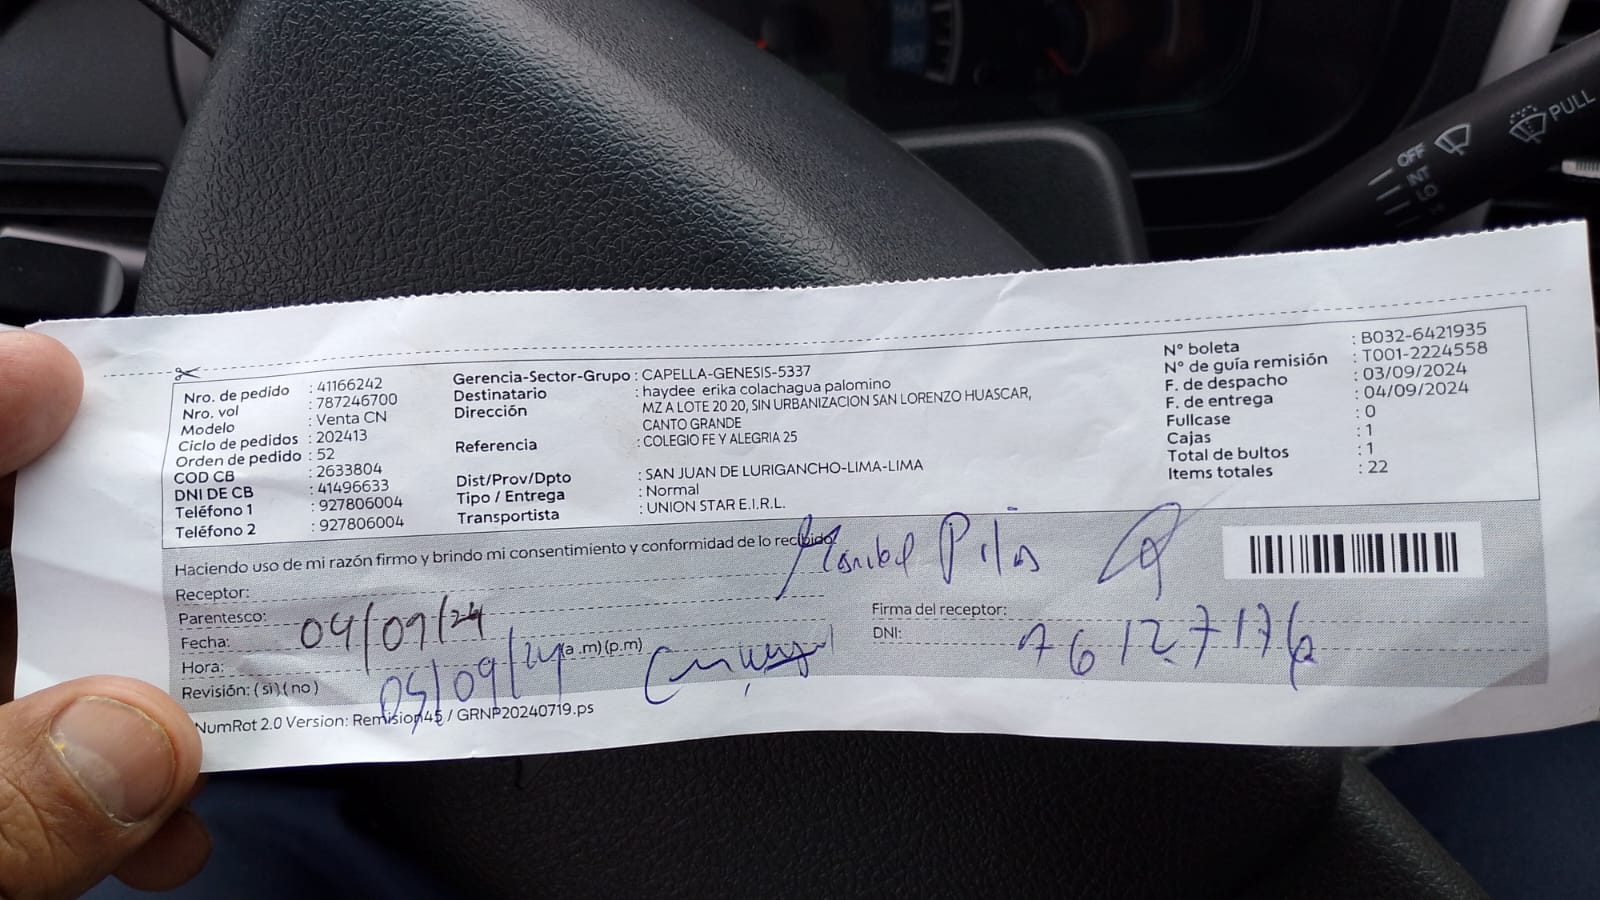 OFF
INT
LO
PULL
Nro. de pedido : 41166242
Nro. vol : 787246700
Modelo : Venta CN
Ciclo de pedidos : 202413
Orden de pedido : 52
COD CB : 2633804
DNI DE CB : 41496633
Teléfono 1 : 927806004
Teléfono 2 : 927806004
Gerencia-Sector-Grupo : CAPELLA-GENESIS-5337
Destinatario : haydee erika colachagua palomino
Dirección MZ A LOTE 20 20, SIN URBANIZACION SAN LORENZO HUASCAR,
CANTO GRANDE
Referencia : COLEGIO FE Y ALEGRIA 25
Dist/Prov/Dpto : SAN JUAN DE LURIGANCHO-LIMA-LIMA
Tipo / Entrega : Normal
Transportista : UNION STAR E.I.R.L.
N° boleta : B032-6421935
N° de guía remisión : T001-2224558
F. de despacho : 03/09/2024
F. de entrega : 04/09/2024
Fullcase : 0
Cajas : 1
Total de bultos : 1
Items totales : 22
Haciendo uso de mi razón firmo y brindo mi consentimiento y conformidad de lo recibido:
Receptor:
Parentesco:
Fecha: 04/09/24
Hora: (a .m) (p.m)
Revisión: ( si) ( no ) 05/09/24
Firma del receptor:
DNI: 76127176
NumRot 2.0 Version: Remision45 / GRNP20240719.ps